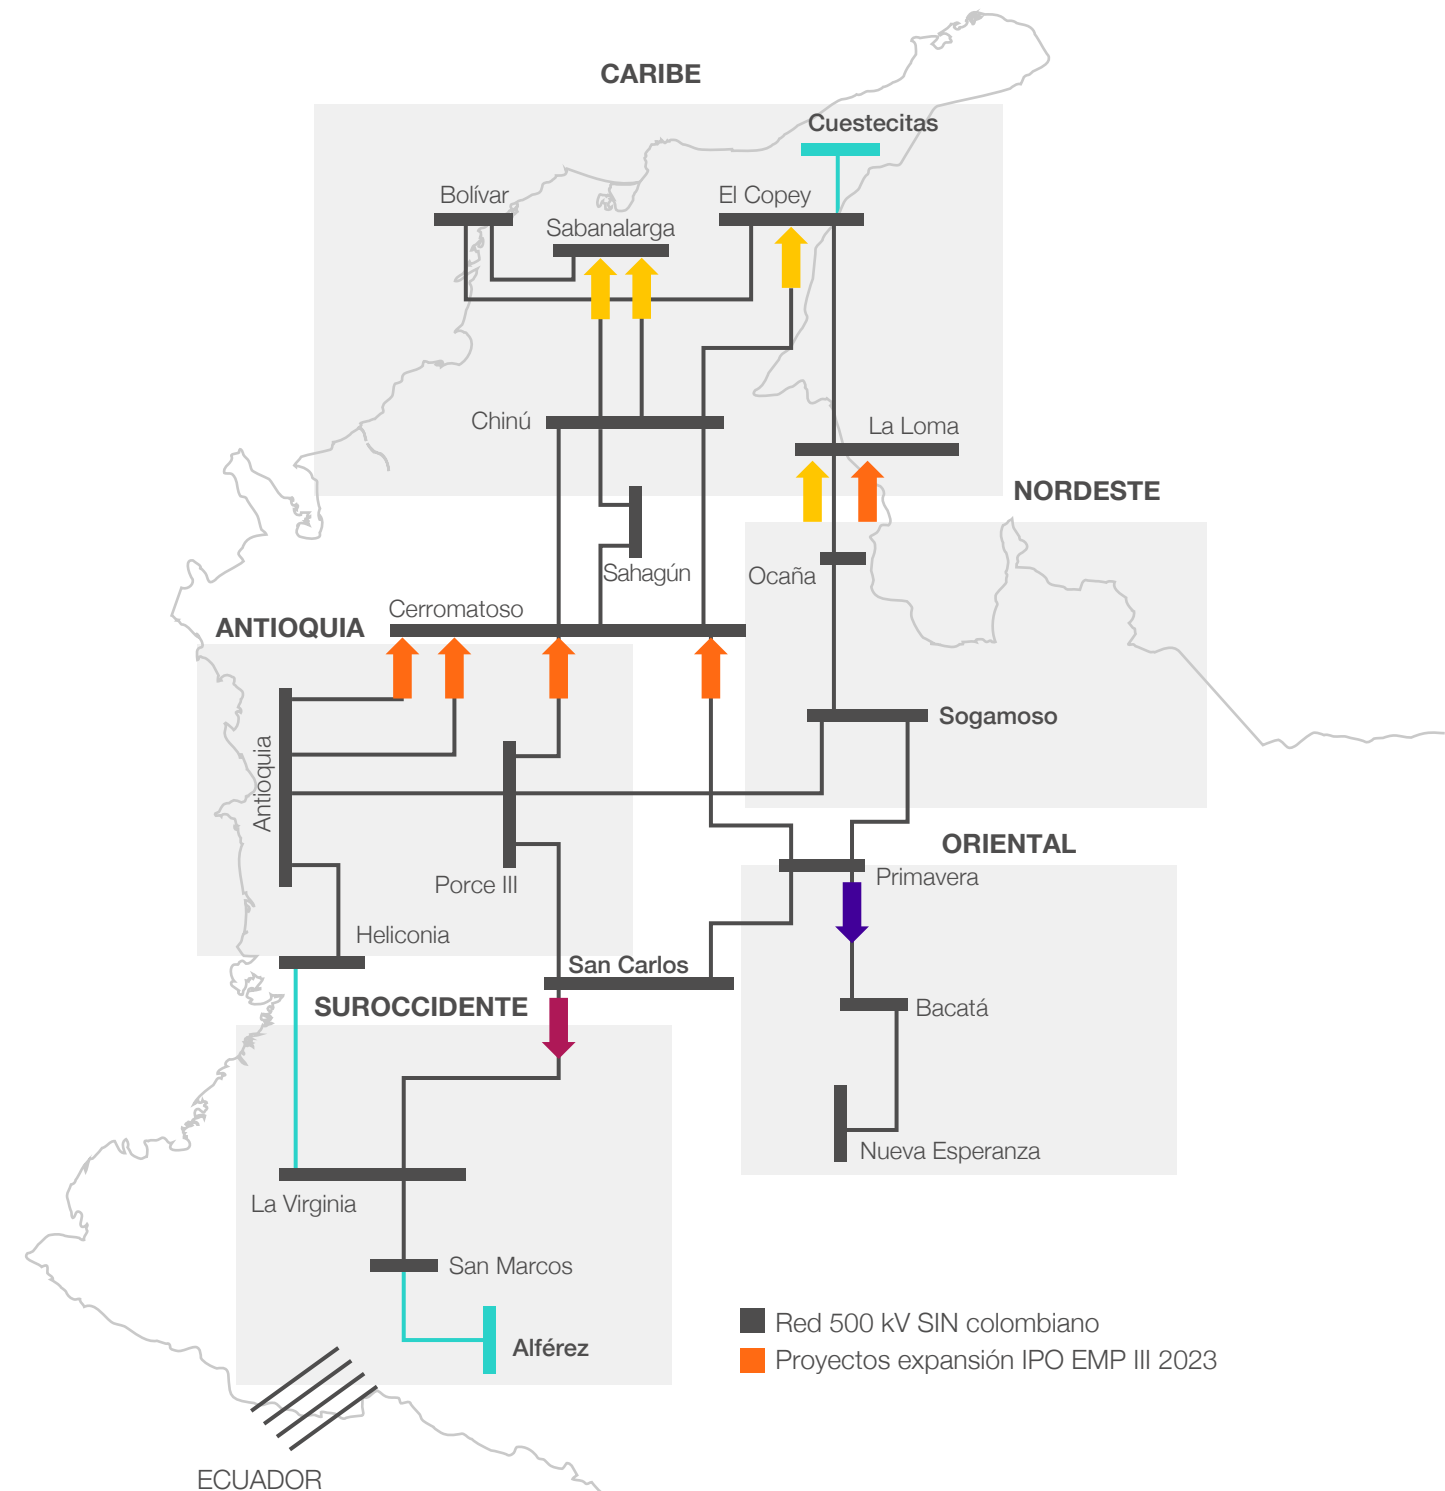 CARIBE
Cuestecitas
Bolívar
El Copey
Sabanalarga
Chinú
La Loma
NORDESTE
Sahagún
Ocaña
Cerromatoso
ANTIOQUIA
Sogamoso
Antioquia
ORIENTAL
Primavera
Porce III
Heliconia
San Carlos
SUROCCIDENTE
Bacatá
Nueva Esperanza
La Virginia
San Marcos
Alférez
Red 500 kV SIN colombiano
Proyectos expansión IPO EMP III 2023
ECUADOR